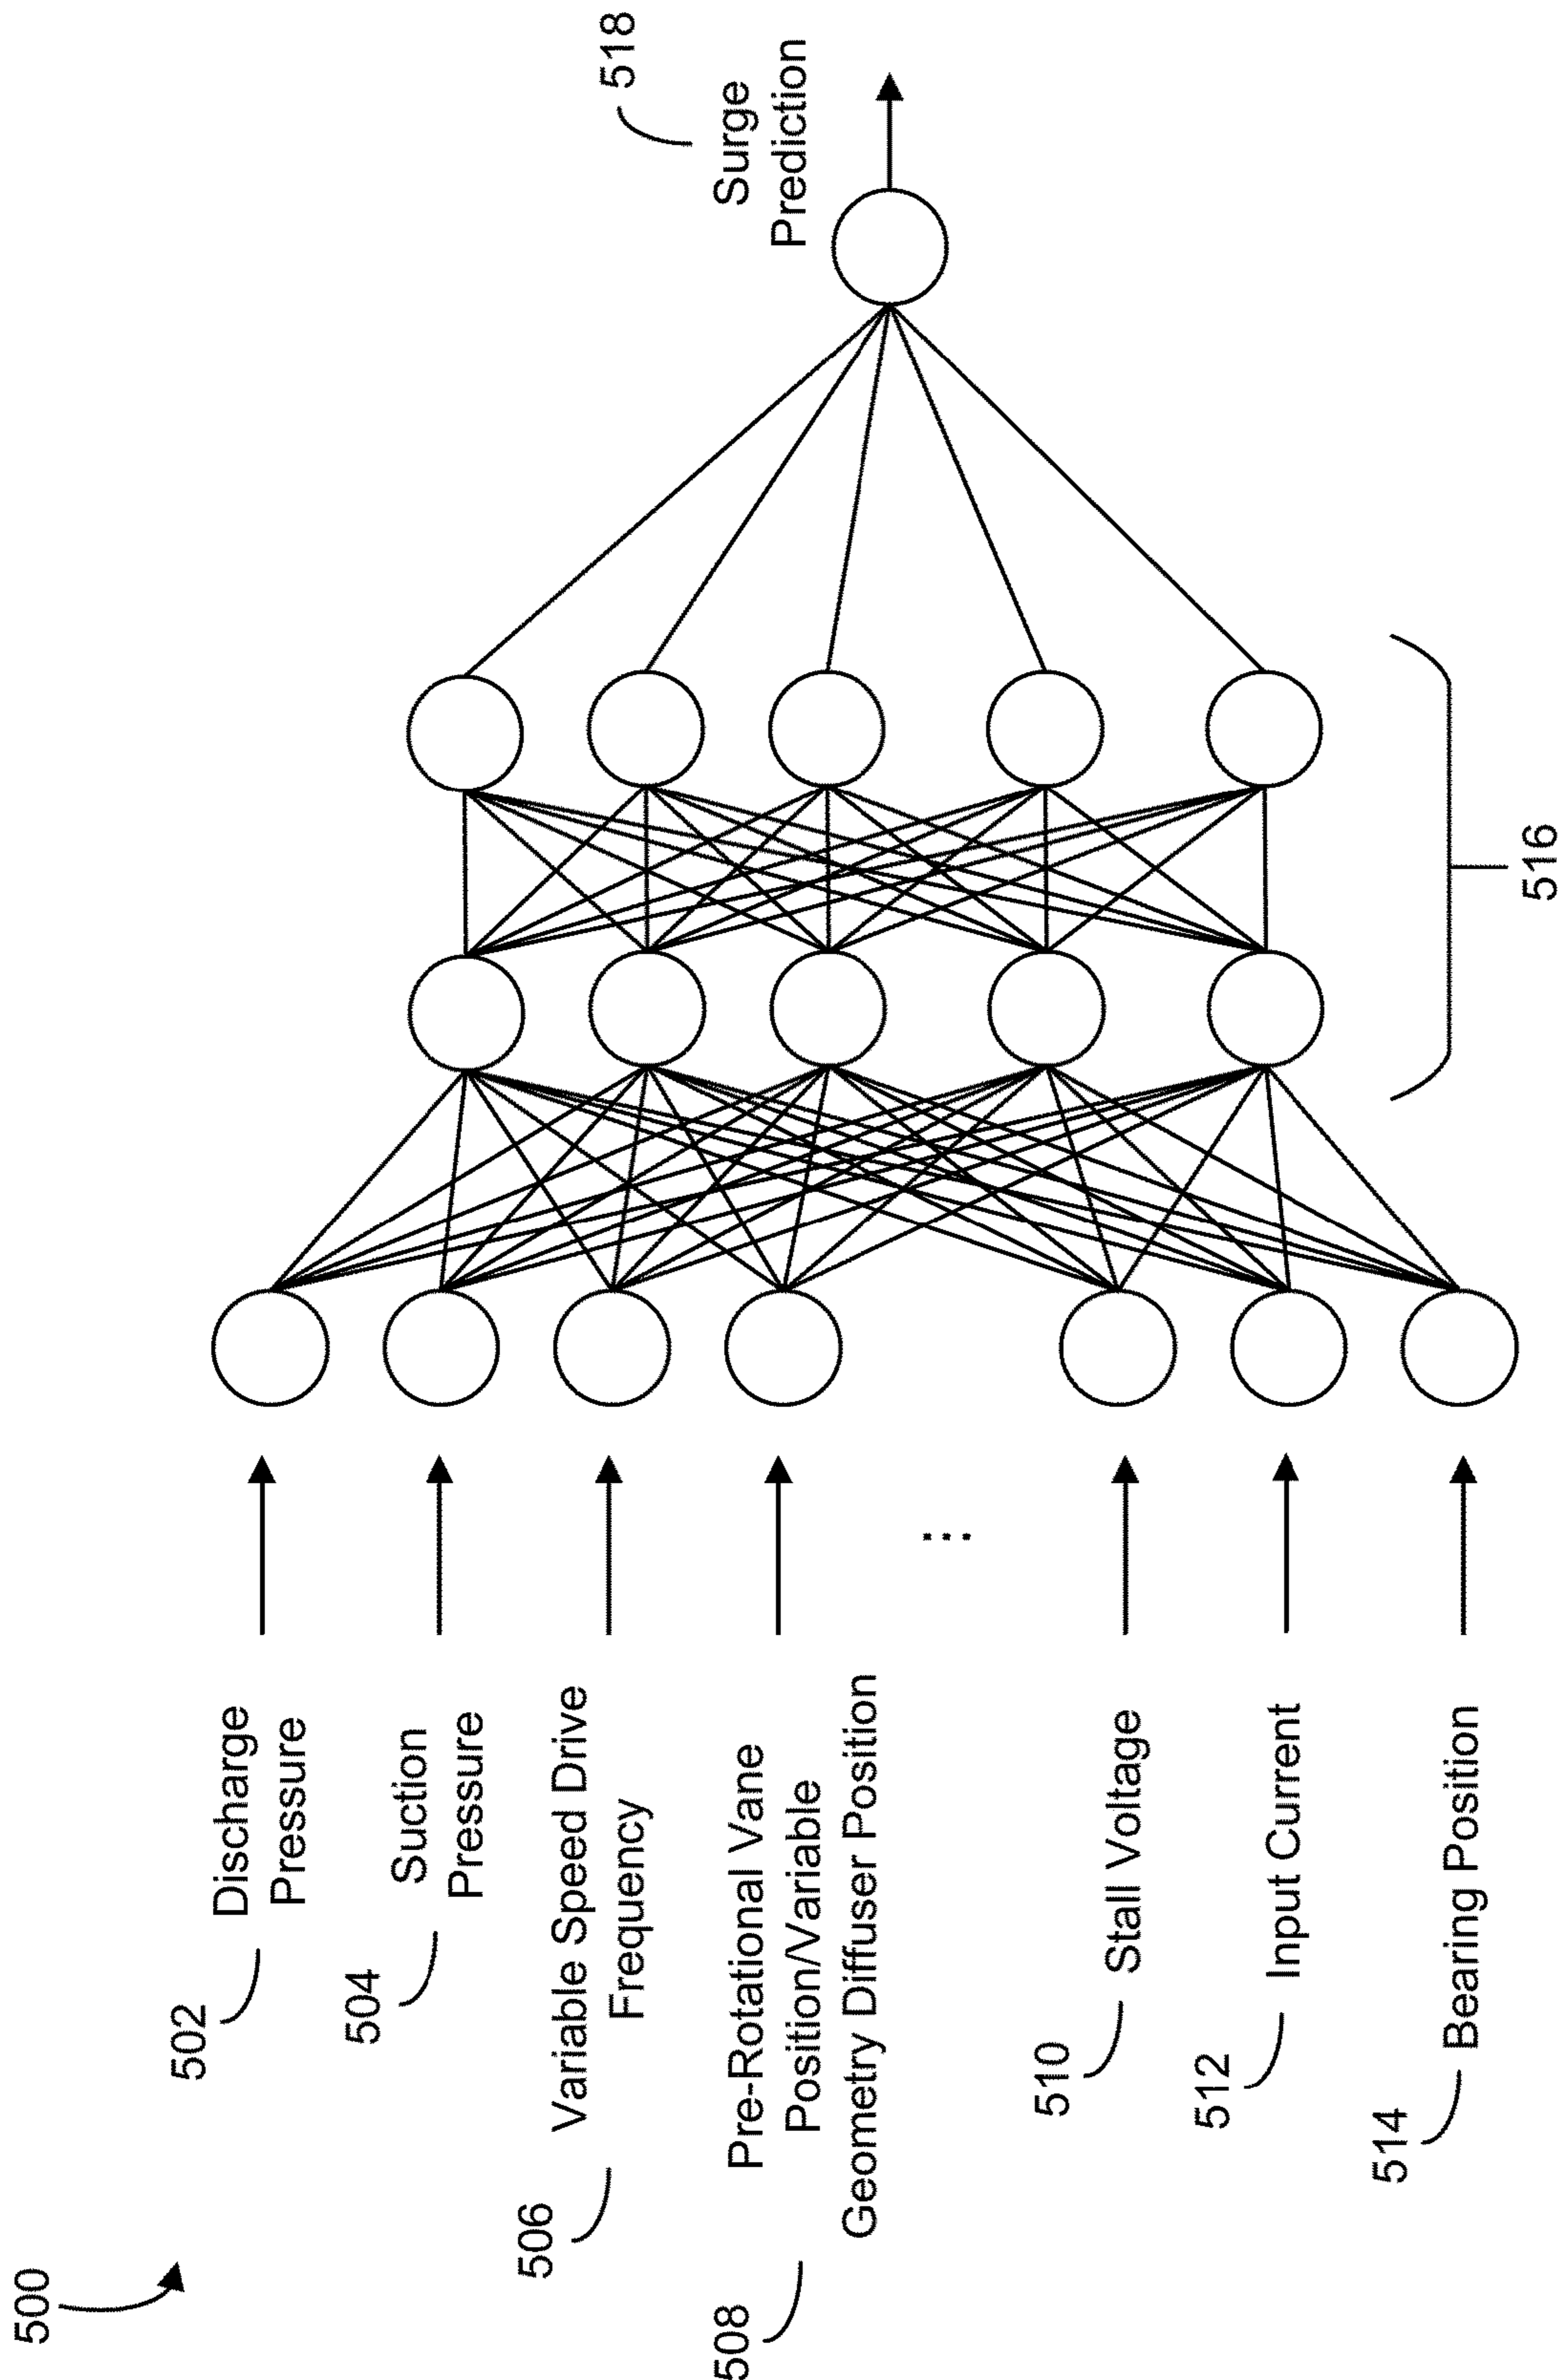 500
502
Discharge
Pressure
504
Suction
Pressure
506
Variable Speed Drive
Frequency
508
Pre-Rotational Vane
Position/Variable
Geometry Diffuser Position
...
510
Stall Voltage
512
Input Current
514
Bearing Position
516
518
Surge
Prediction